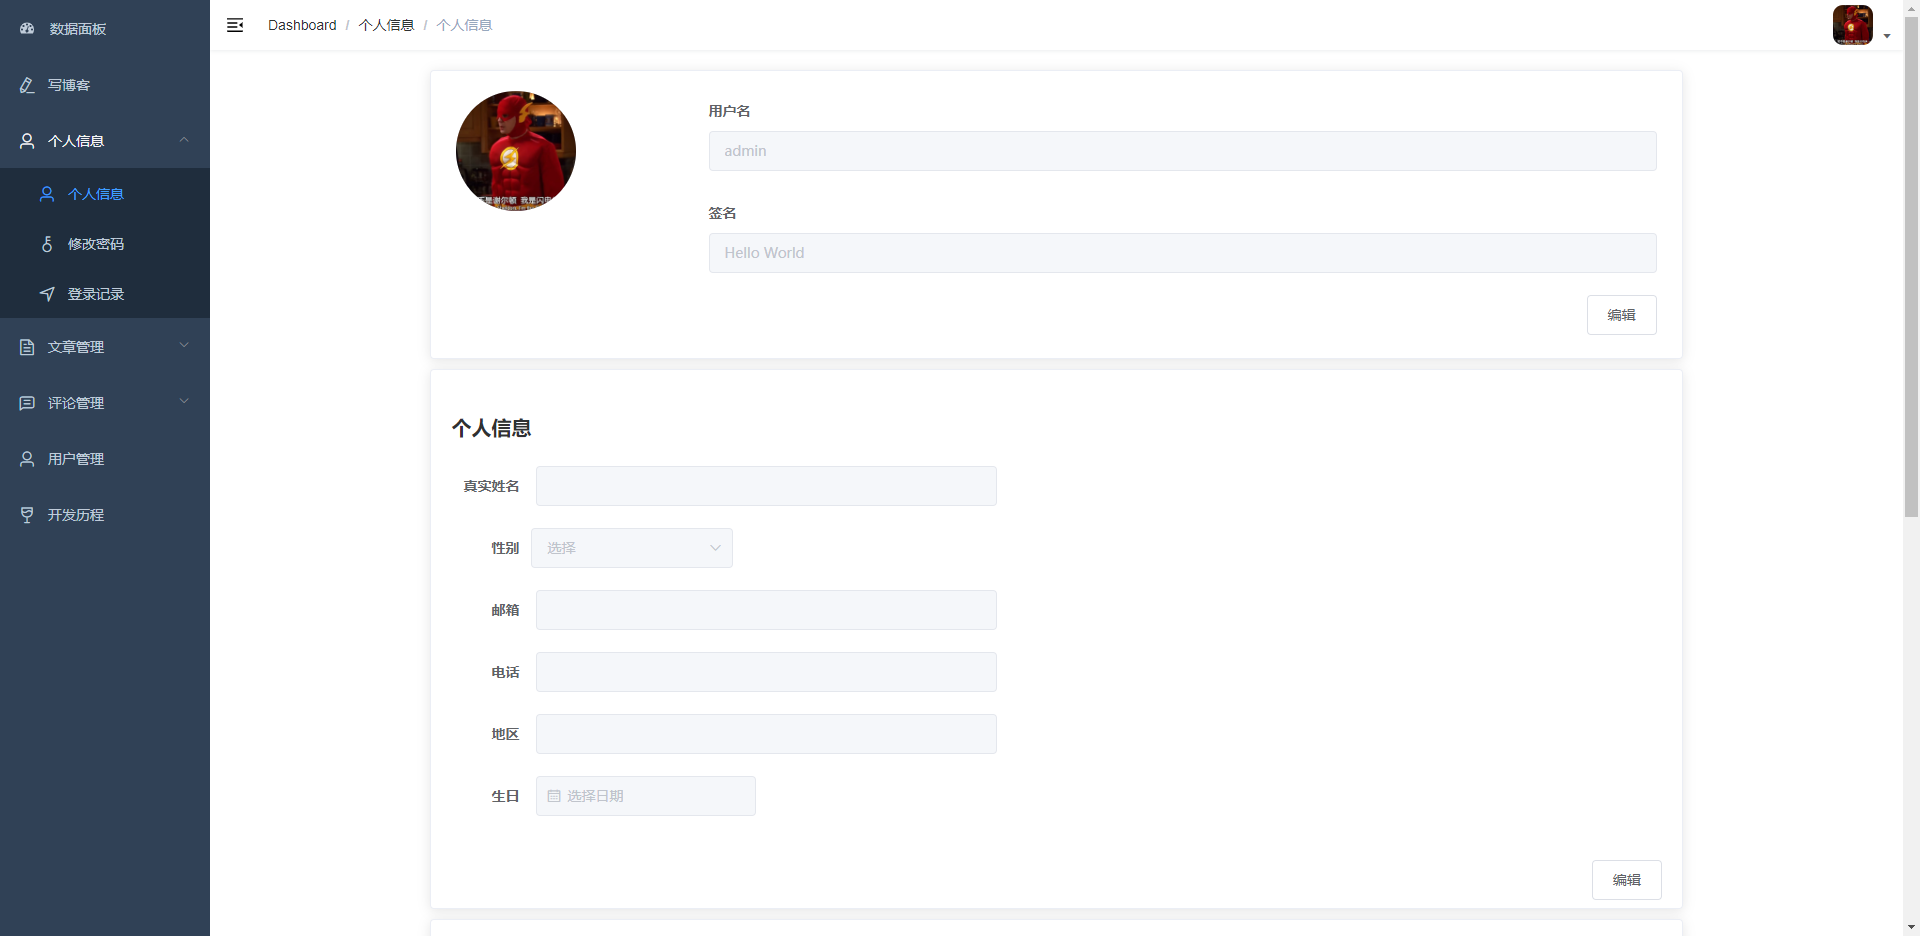 数据面板
写博客
个人信息
个人信息
修改密码
登录记录
文章管理
评论管理
用户管理
开发历程
Dashboard / 个人信息 / 个人信息
用户名
admin
签名
Hello World
编辑
个人信息
真实姓名
性别 选择
邮箱
电话
地区
生日 选择日期
编辑